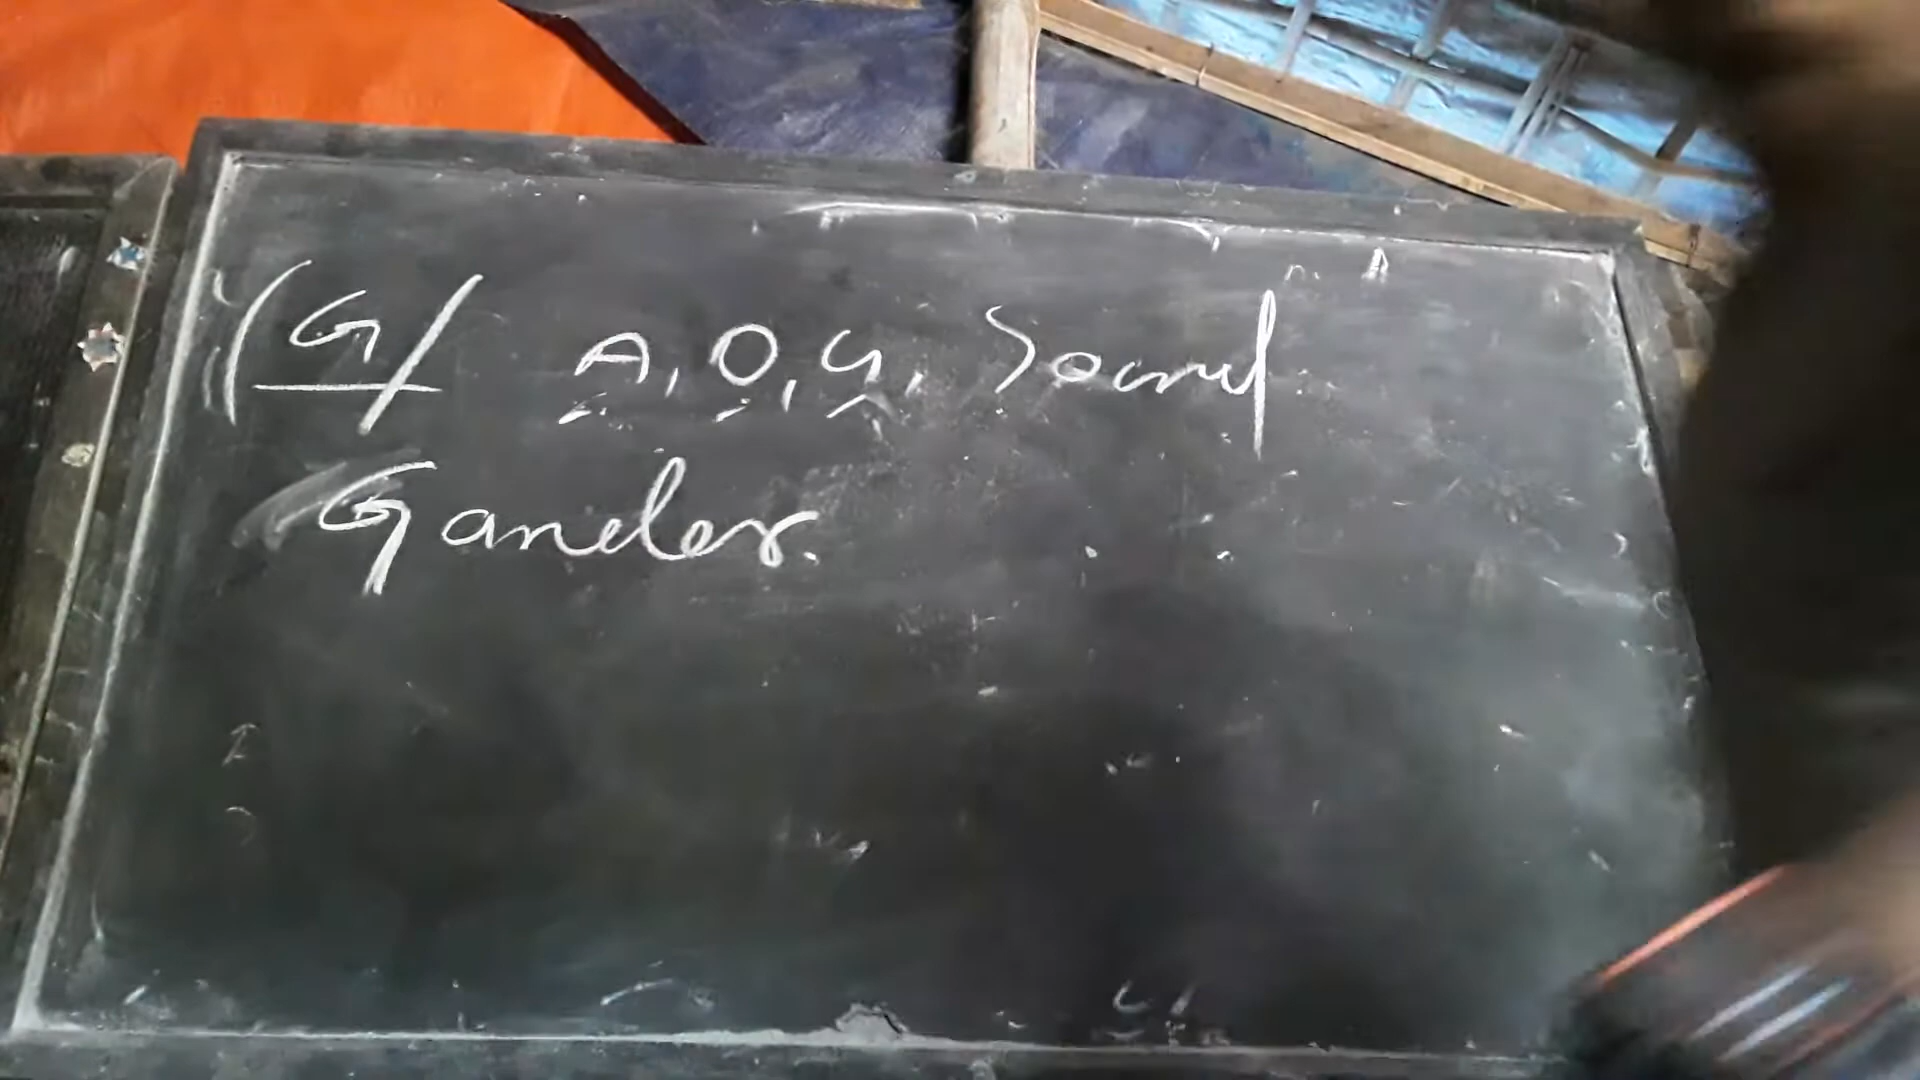 (G/ A, O, G, Sound
Gander.